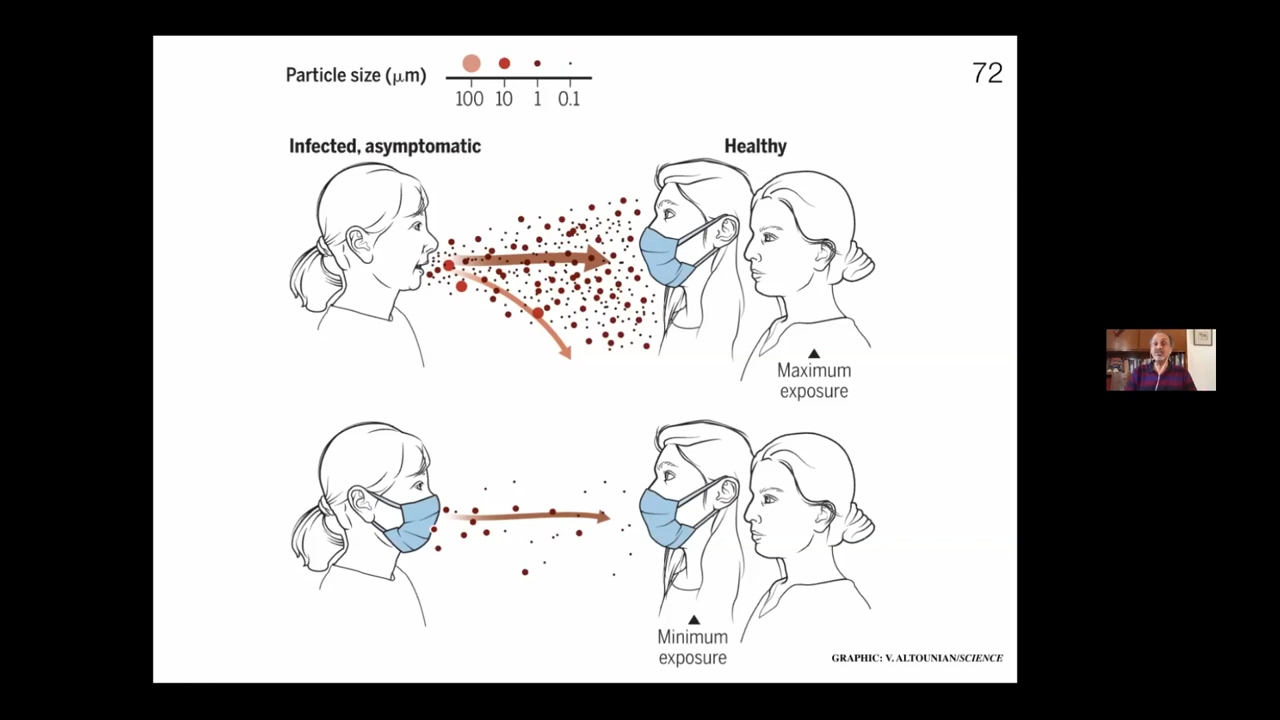 72
Particle size (μm)
100 10 1 0.1
Infected, asymptomatic
Healthy
Maximum
exposure
Minimum
exposure
GRAPHIC: V. ALTOUNIAN/SCIENCE